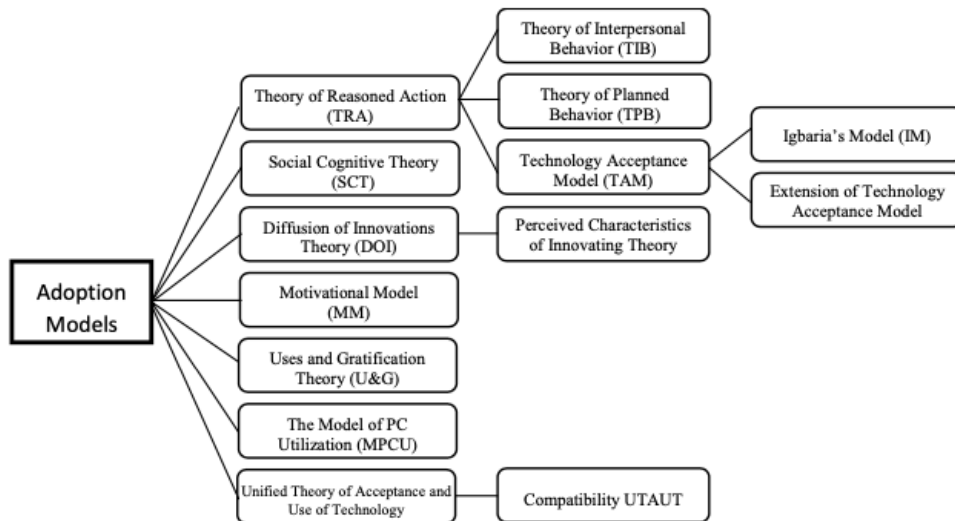 Adoption
Models
Theory of Reasoned Action
(TRA)
Social Cognitive Theory
(SCT)
Diffusion of Innovations
Theory (DOI)
Motivational Model
(MM)
Uses and Gratification
Theory (U&G)
The Model of PC
Utilization (MPCU)
Unified Theory of Acceptance and
Use of Technology
Theory of Interpersonal
Behavior (TIB)
Theory of Planned
Behavior (TPB)
Technology Acceptance
Model (TAM)
Perceived Characteristics
of Innovating Theory
Compatibility UTAUT
Igbaria's Model (IM)
Extension of Technology
Acceptance Model